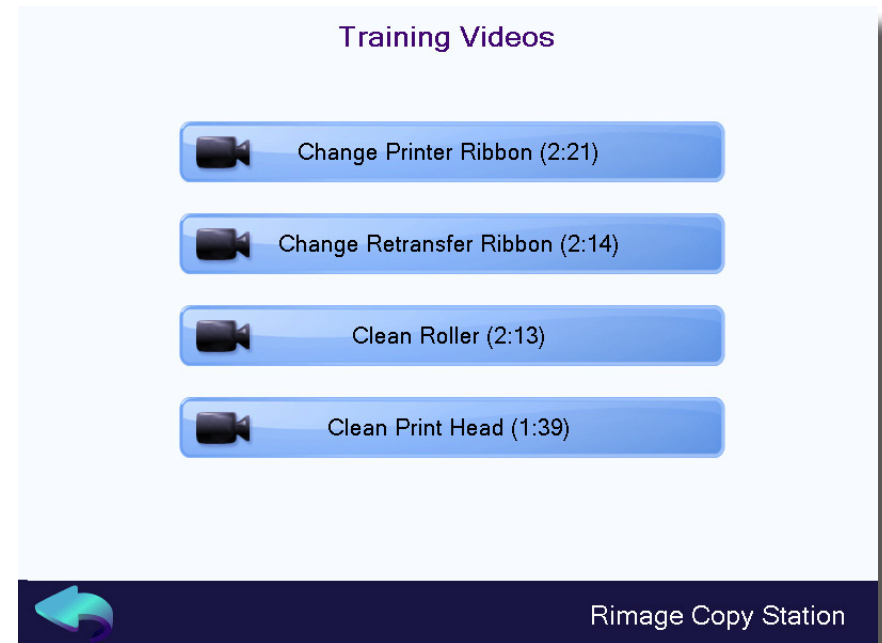 Training Videos
Change Printer Ribbon (2:21)
Change Retransfer Ribbon (2:14)
Clean Roller (2:13)
Clean Print Head (1:39)
Rimage Copy Station